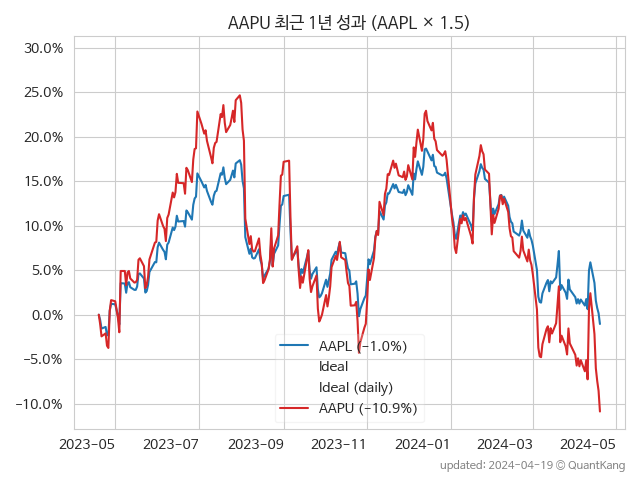 AAPU 최근 1년 성과 (AAPL × 1.5)
30.0%
25.0%
20.0%
15.0%
10.0%
5.0%
0.0%
−5.0%
−10.0%
AAPL (−1.0%)
Ideal
Ideal (daily)
AAPU (−10.9%)
2023−05 2023−07 2023−09 2023−11 2024−01 2024−03 2024−05
updated: 2024-04-19 © QuantKang